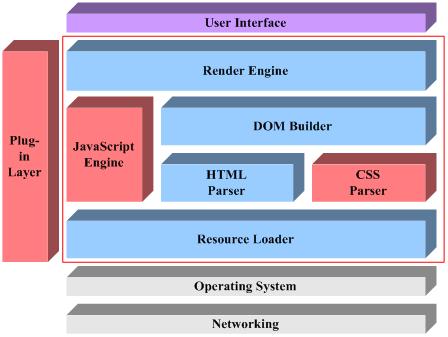 User Interface
Render Engine
Plug-
in
Layer
JavaScript
Engine
DOM Builder
HTML
Parser
CSS
Parser
Resource Loader
Operating System
Networking